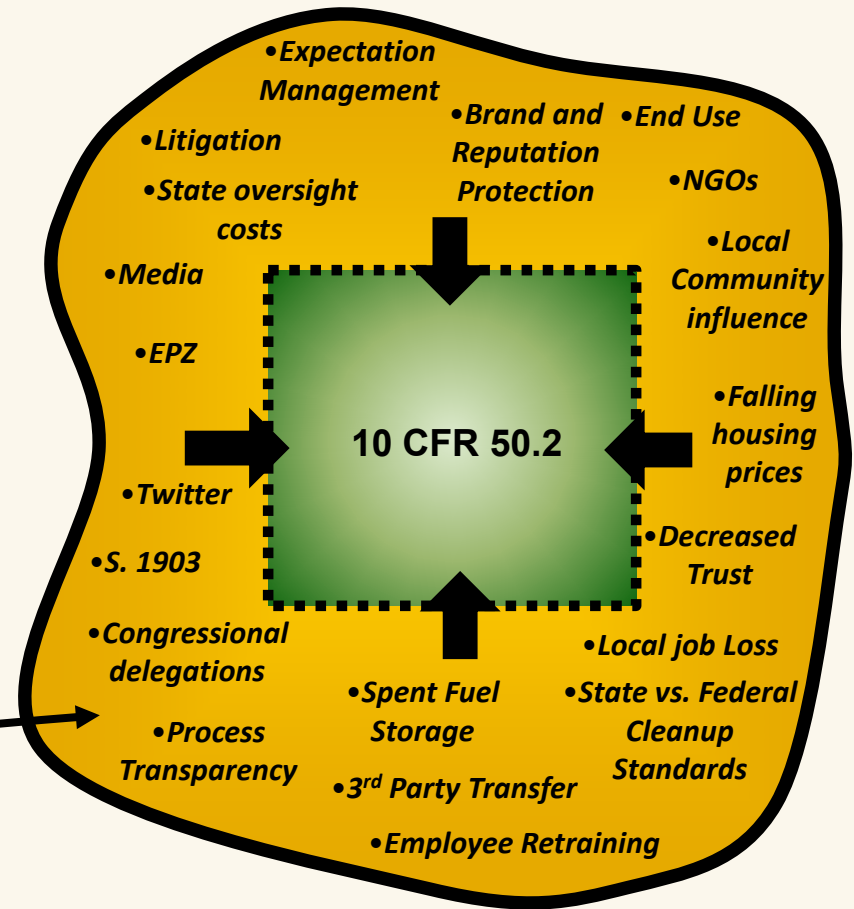 •Expectation
Management
•Brand and
Reputation
Protection
•End Use
•Litigation
•NGOs
•State oversight
costs
•Local
Community
influence
•Media
•EPZ
•Falling
housing
prices
10 CFR 50.2
•Twitter
•Decreased
Trust
•S. 1903
•Congressional
delegations
•Local job Loss
•Spent Fuel
Storage
•State vs. Federal
Cleanup
Standards
•Process
Transparency
•3rd Party Transfer
•Employee Retraining